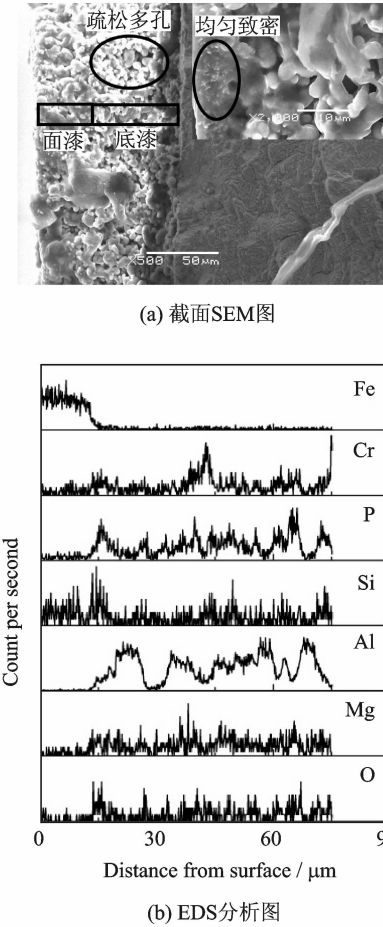 疏松多孔
均匀致密
面漆
底漆
×2,000 10μm
×500 50μm
(a) 截面SEM图
Fe
Cr
P
Si
Al
Mg
O
Count per second
0 30 60 9
Distance from surface / μm
(b) EDS分析图